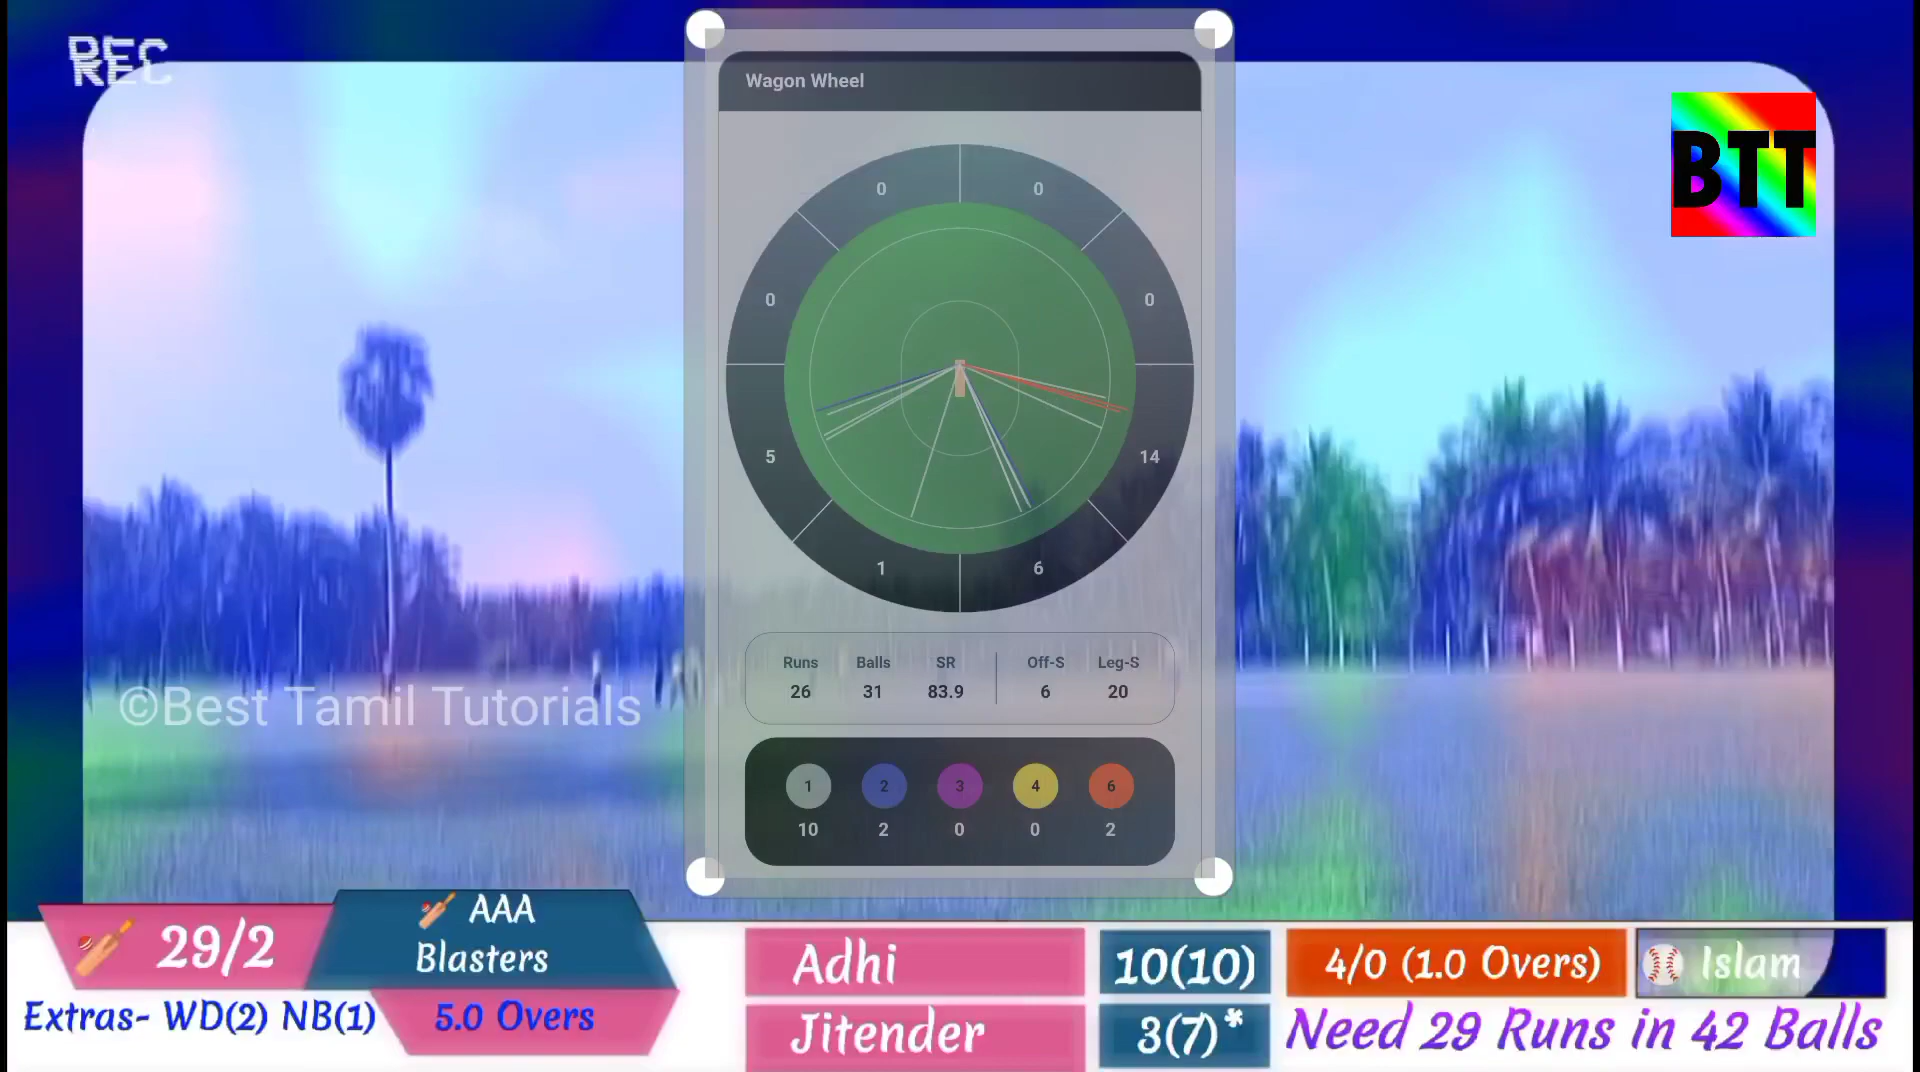 REC
REC
Wagon Wheel
BTT
0 0
0 0
5 14
1 6
Runs Balls SR Off-S Leg-S
26 31 83.9 6 20
©Best Tamil Tutorials
1 2 3 4 6
10 2 0 0 2
29/2
AAA
Blasters
Extras- WD(2) NB(1)
5.0 Overs
Adhi 10(10)
Jitender 3(7)*
4/0 (1.0 Overs) Islam
Need 29 Runs in 42 Balls